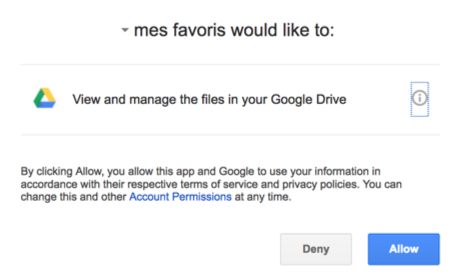 mes favoris would like to:
View and manage the files in your Google Drive
By clicking Allow, you allow this app and Google to use your information in
accordance with their respective terms of service and privacy policies. You can
change this and other Account Permissions at any time.
Deny
Allow